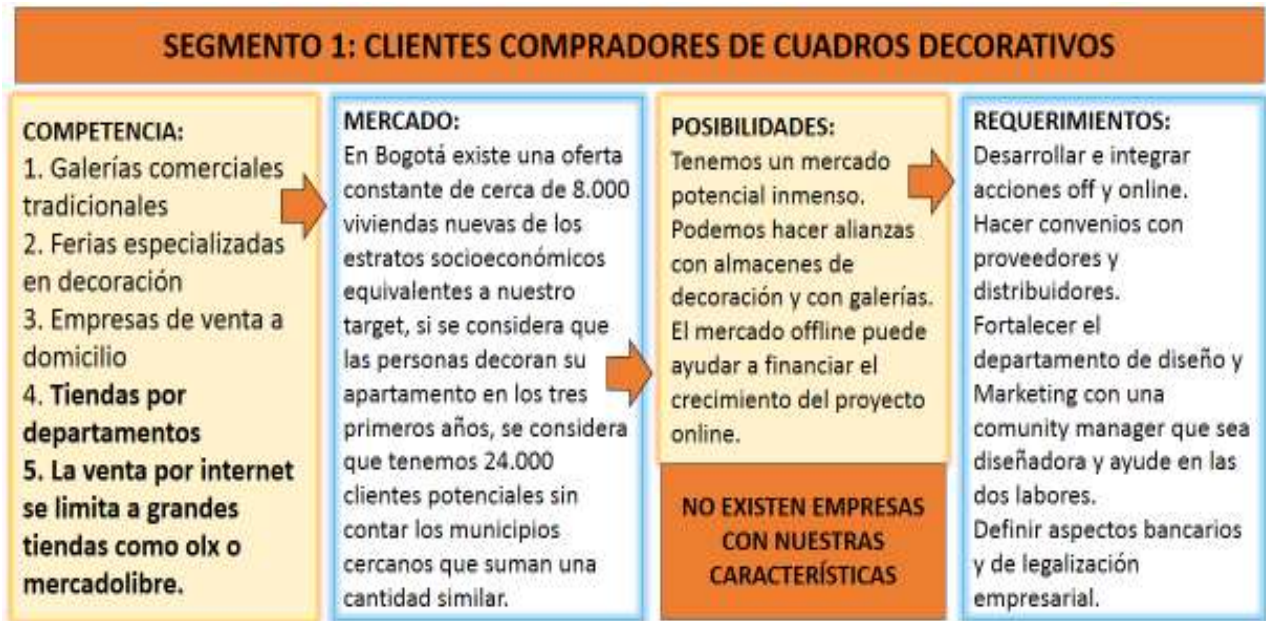 SEGMENTO 1: CLIENTES COMPRADORES DE CUADROS DECORATIVOS
COMPETENCIA:
1. Galerías comerciales
tradicionales
2. Ferias especializadas
en decoración
3. Empresas de venta a
domicilio
4. Tiendas por
departamentos
5. La venta por internet
se limita a grandes
tiendas como olx o
mercadolibre.
MERCADO:
En Bogotá existe una oferta
constante de cerca de 8.000
viviendas nuevas de los
estratos socioeconómicos
equivalentes a nuestro
target, si se considera que
las personas decoran su
apartamento en los tres
primeros años, se considera
que tenemos 24.000
clientes potenciales sin
contar los municipios
cercanos que suman una
cantidad similar.
POSIBILIDADES:
Tenemos un mercado
potencial inmenso.
Podemos hacer alianzas
con almacenes de
decoración y con galerías.
El mercado offline puede
ayudar a financiar el
crecimiento del proyecto
online.
NO EXISTEN EMPRESAS
CON NUESTRAS
CARACTERÍSTICAS
REQUERIMIENTOS:
Desarrollar e integrar
acciones off y online.
Hacer convenios con
proveedores y
distribuidores.
Fortalecer el
departamento de diseño y
Marketing con una
comunity manager que sea
diseñadora y ayude en las
dos labores.
Definir aspectos bancarios
y de legalización
empresarial.